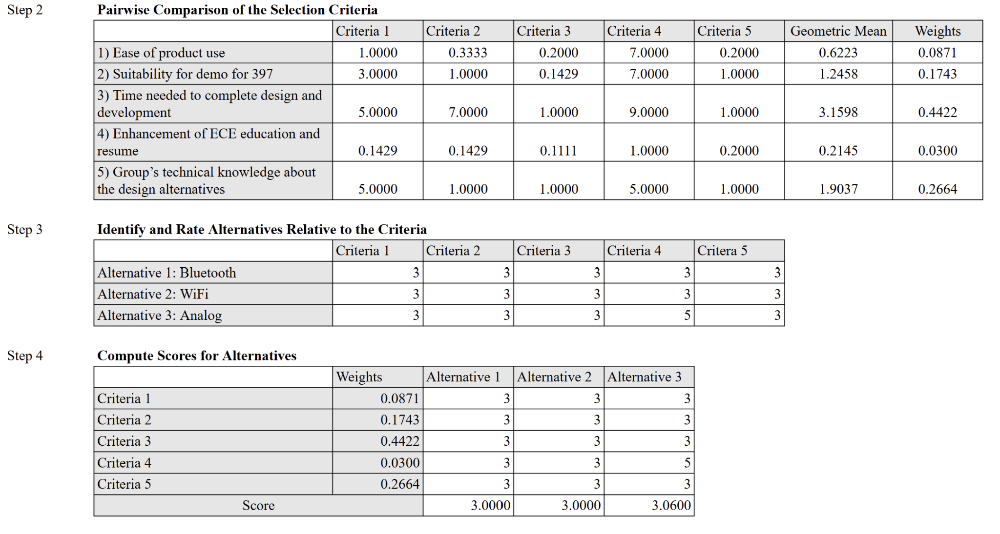 Step 2 Pairwise Comparison of the Selection Criteria
Criteria 1 Criteria 2 Criteria 3 Criteria 4 Criteria 5 Geometric Mean Weights
1) Ease of product use 1.0000 0.3333 0.2000 7.0000 0.2000 0.6223 0.0871
2) Suitability for demo for 397 3.0000 1.0000 0.1429 7.0000 1.0000 1.2458 0.1743
3) Time needed to complete design and
development 5.0000 7.0000 1.0000 9.0000 1.0000 3.1598 0.4422
4) Enhancement of ECE education and
resume 0.1429 0.1429 0.1111 1.0000 0.2000 0.2145 0.0300
5) Group’s technical knowledge about
the design alternatives 5.0000 1.0000 1.0000 5.0000 1.0000 1.9037 0.2664
Step 3 Identify and Rate Alternatives Relative to the Criteria
Criteria 1 Criteria 2 Criteria 3 Criteria 4 Critera 5
Alternative 1: Bluetooth 3 3 3 3 3
Alternative 2: WiFi 3 3 3 3 3
Alternative 3: Analog 3 3 3 5 3
Step 4 Compute Scores for Alternatives
Weights Alternative 1 Alternative 2 Alternative 3
Criteria 1 0.0871 3 3 3
Criteria 2 0.1743 3 3 3
Criteria 3 0.4422 3 3 3
Criteria 4 0.0300 3 3 5
Criteria 5 0.2664 3 3 3
Score 3.0000 3.0000 3.0600